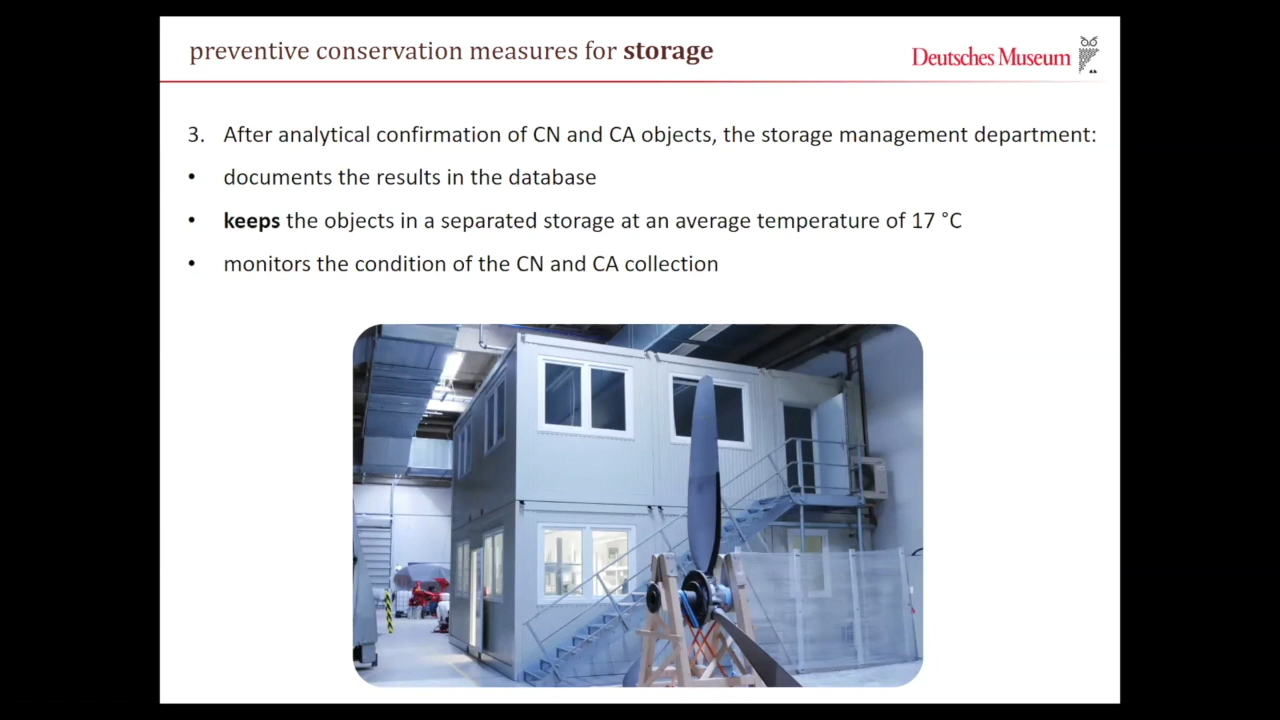 preventive conservation measures for storage
Deutsches Museum
3. After analytical confirmation of CN and CA objects, the storage management department:
• documents the results in the database
• keeps the objects in a separated storage at an average temperature of 17 °C
• monitors the condition of the CN and CA collection